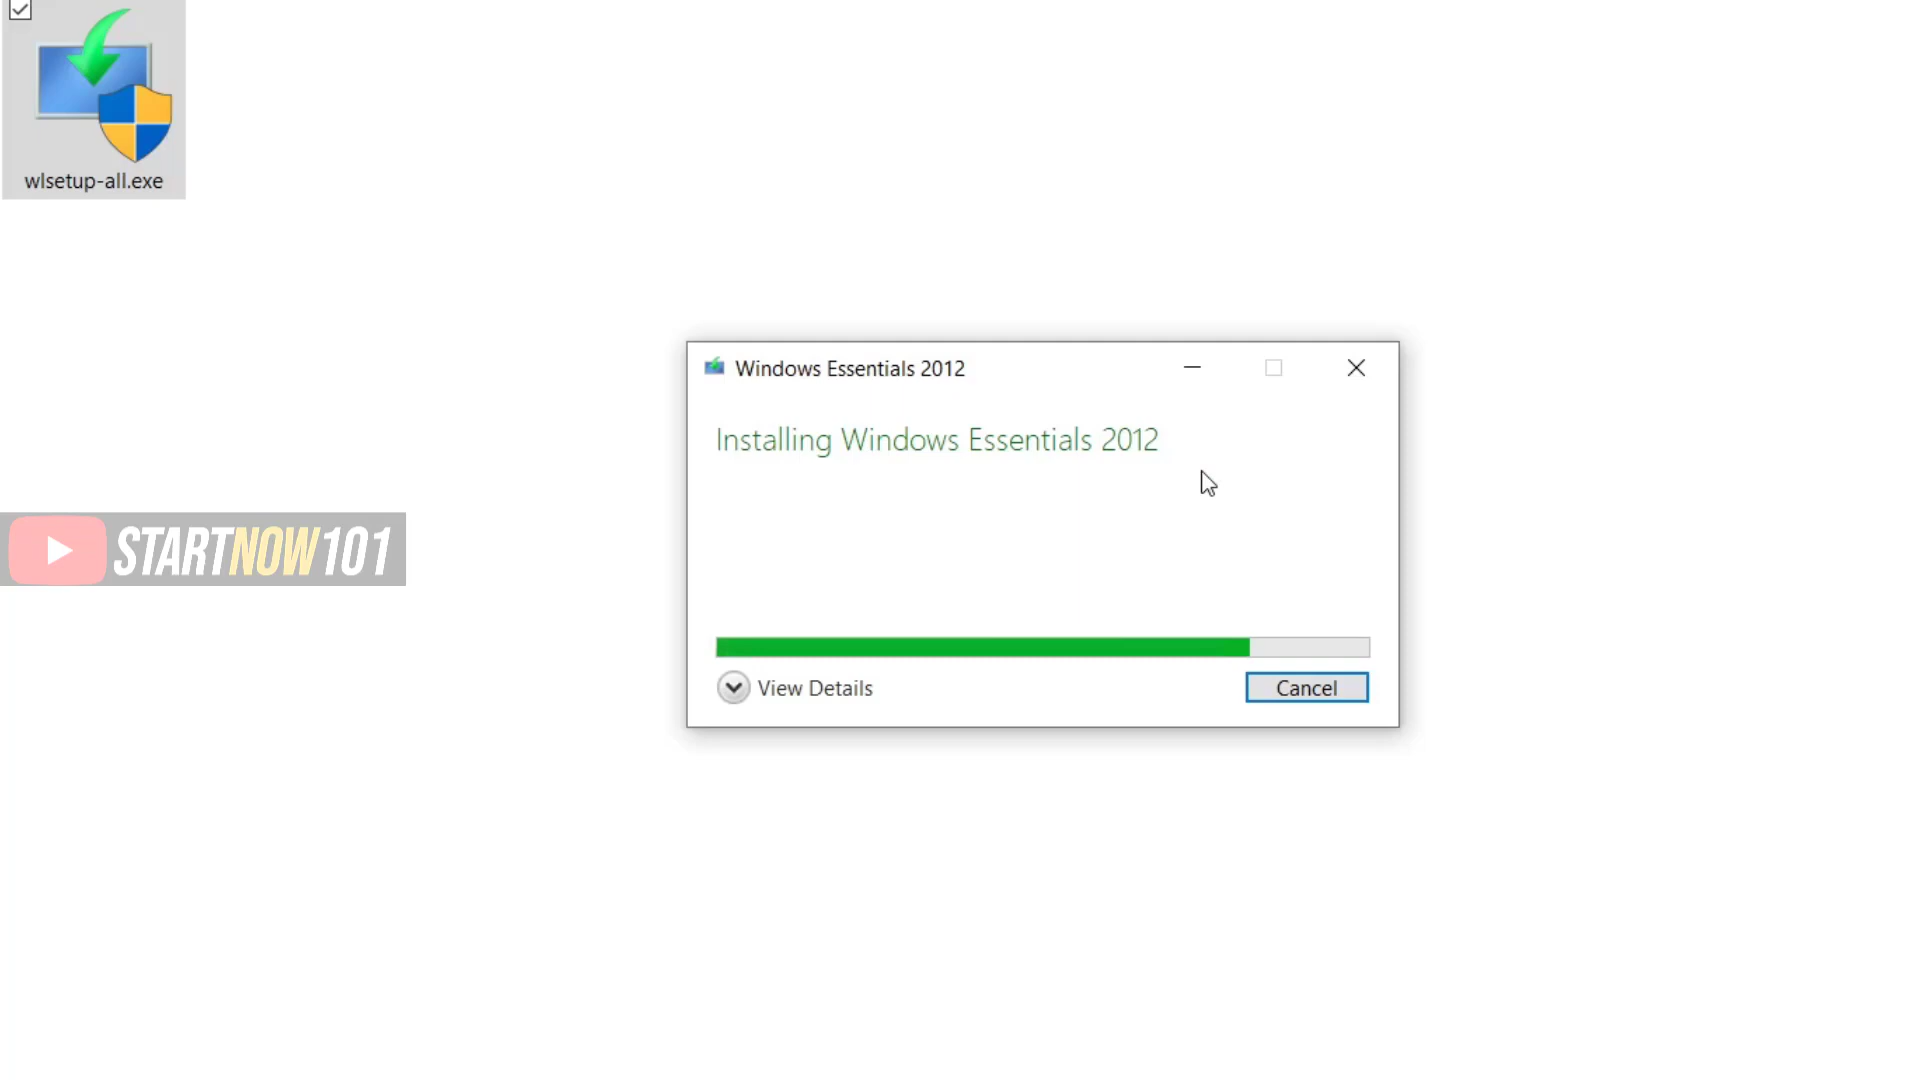 wlsetup-all.exe
Windows Essentials 2012
Installing Windows Essentials 2012
STARTNOW101
View Details
Cancel